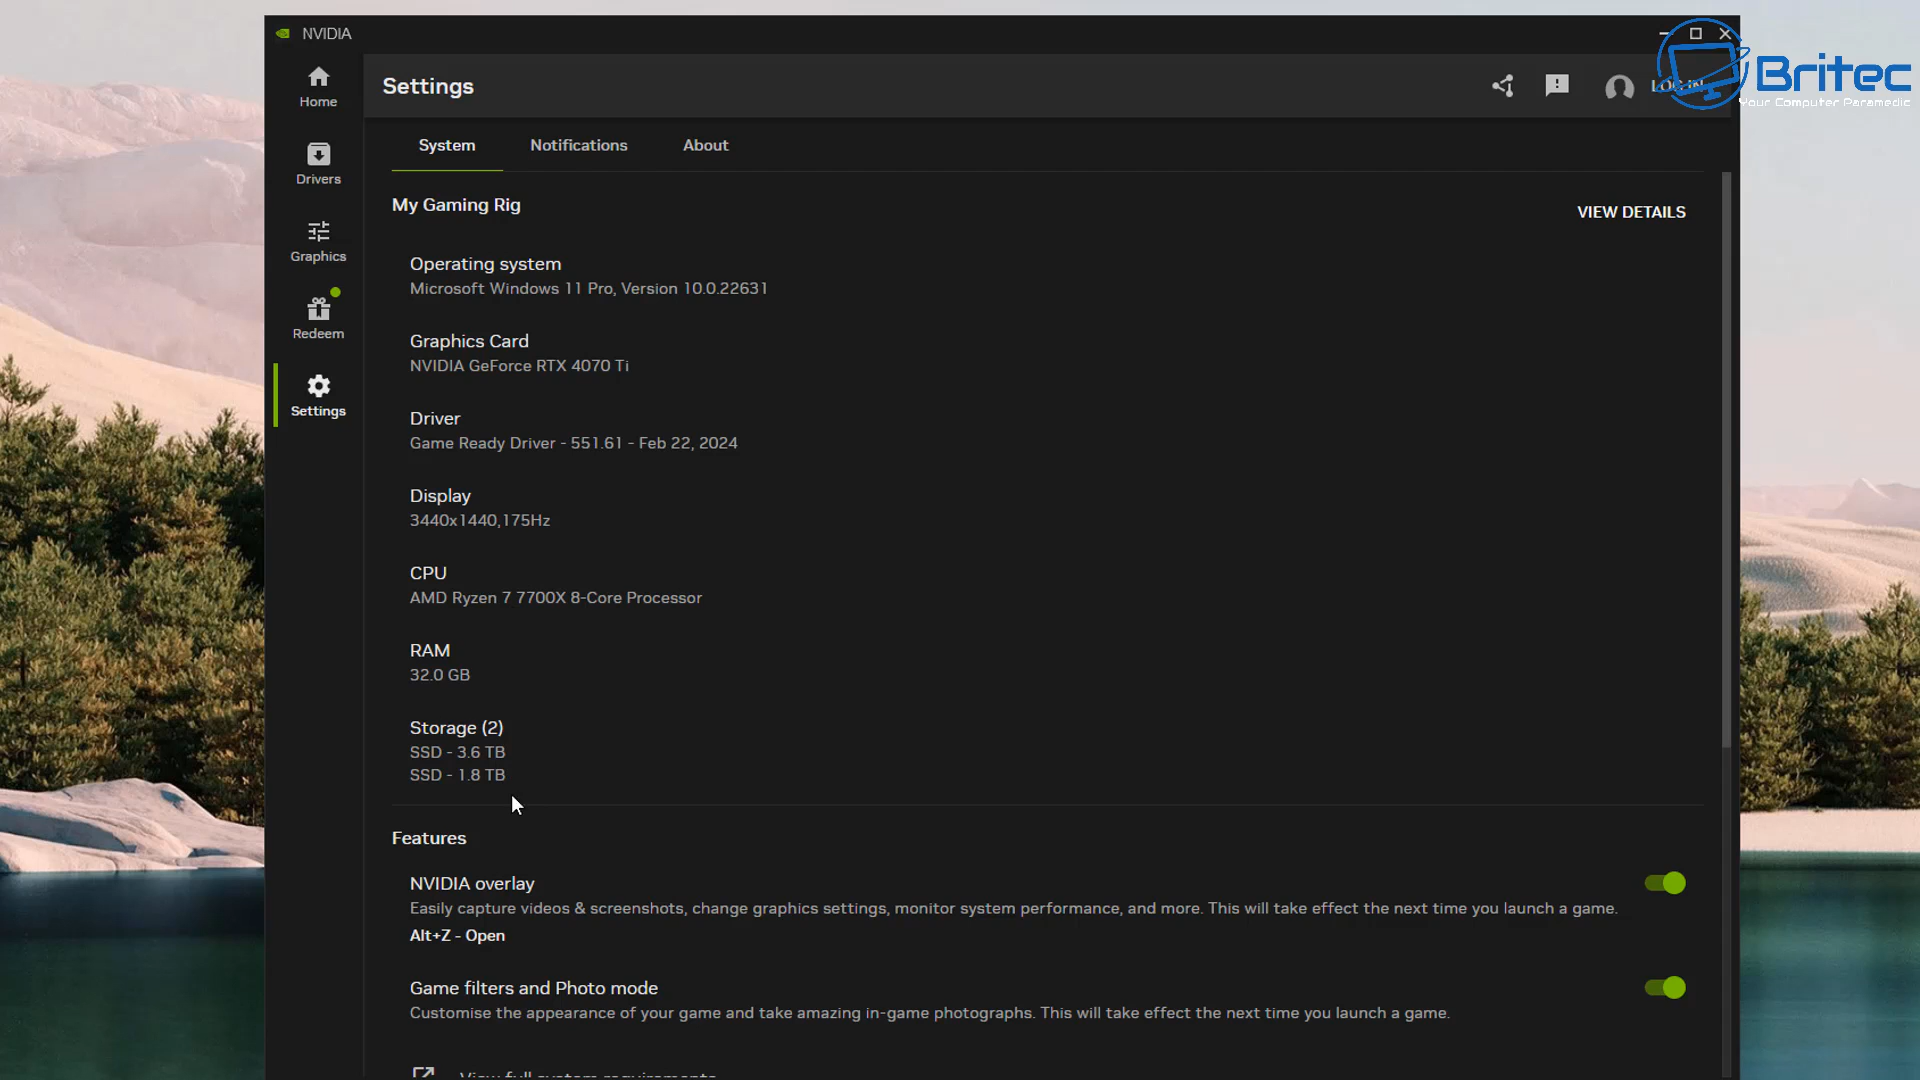 NVIDIA
Britec
Your Computer Paramedic
Home
Settings
LOG IN
Drivers
System
Notifications
About
My Gaming Rig
VIEW DETAILS
Graphics
Operating system
Microsoft Windows 11 Pro, Version 10.0.22631
Redeem
Graphics Card
NVIDIA GeForce RTX 4070 Ti
Settings
Driver
Game Ready Driver - 551.61 - Feb 22, 2024
Display
3440x1440,175Hz
CPU
AMD Ryzen 7 7700X 8-Core Processor
RAM
32.0 GB
Storage (2)
SSD - 3.6 TB
SSD - 1.8 TB
Features
NVIDIA overlay
Easily capture videos & screenshots, change graphics settings, monitor system performance, and more. This will take effect the next time you launch a game.
Alt+Z - Open
Game filters and Photo mode
Customise the appearance of your game and take amazing in-game photographs. This will take effect the next time you launch a game.
View full system requirements